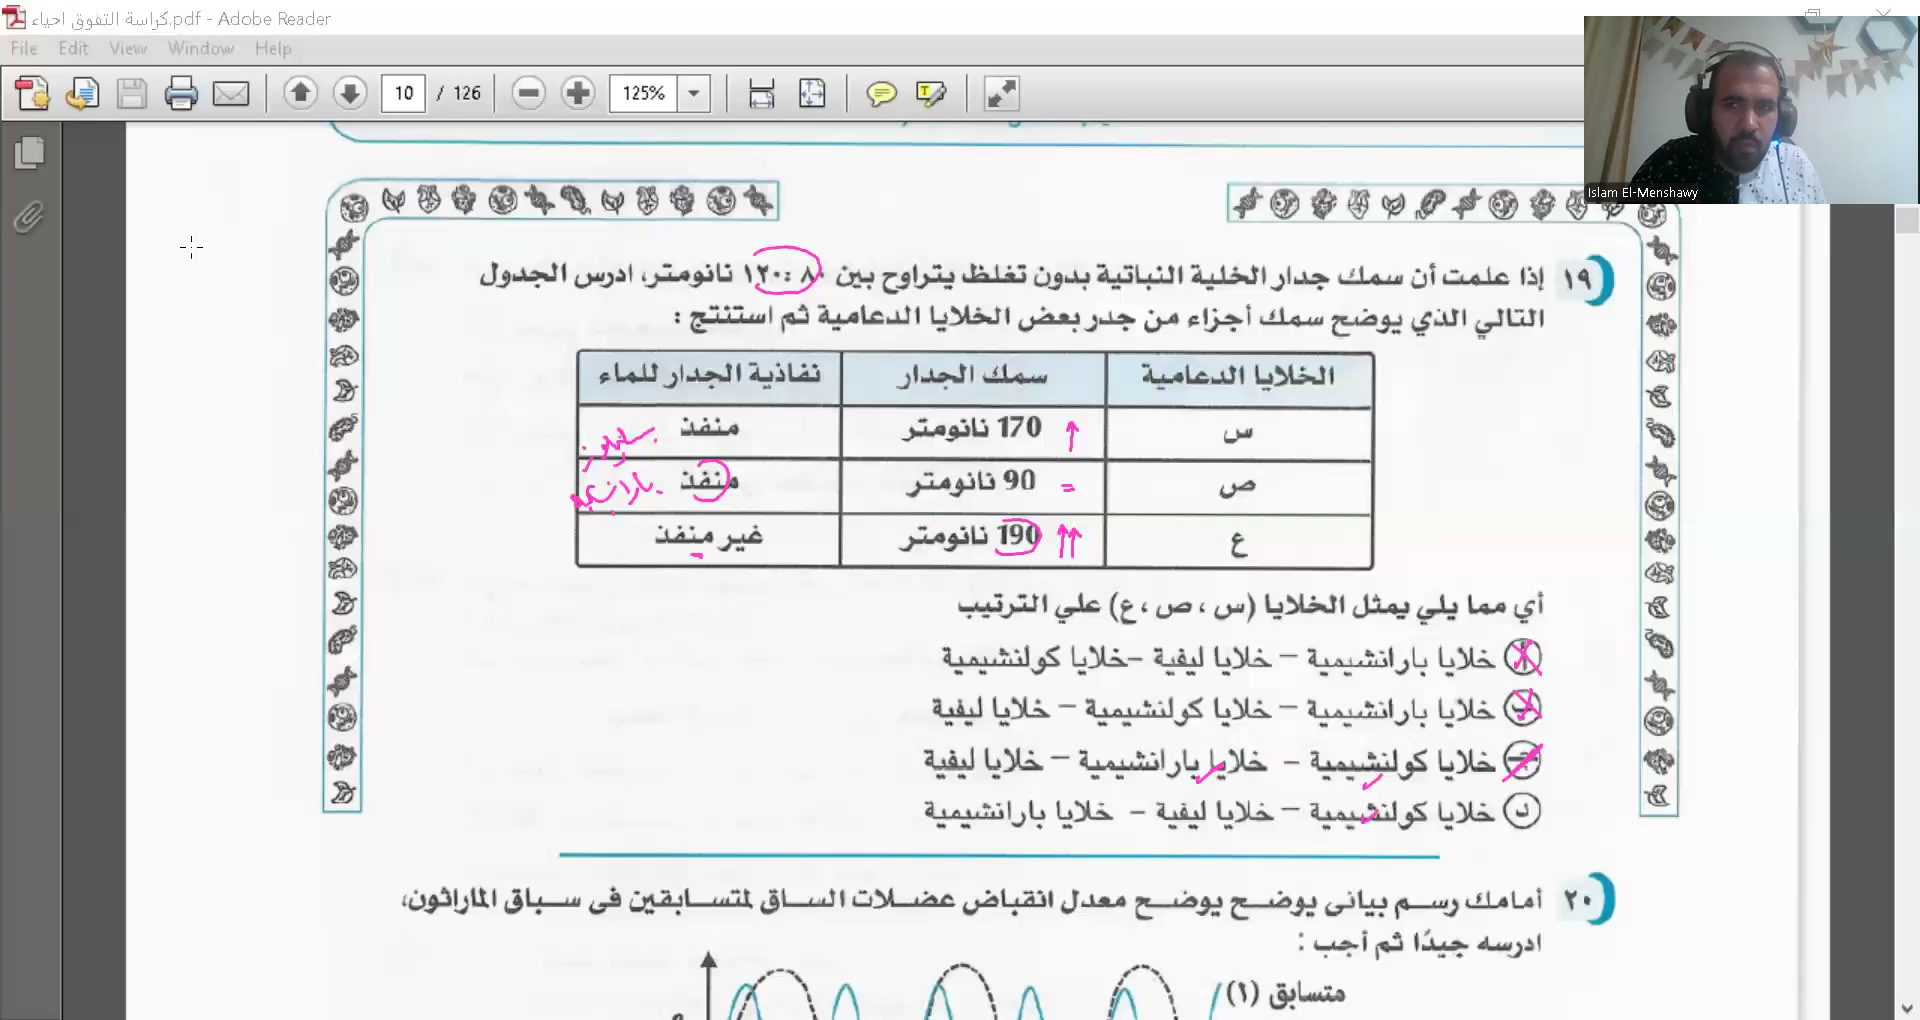 كراسة التفوق احياء.pdf - Adobe Reader
File Edit View Window Help
10 / 126 125%
Islam El-Menshawy
١٩ إذا علمت أن سمك جدار الخلية النباتية بدون تغلظ يتراوح بين ٨٠ : ١٢٠ نانومتر، ادرس الجدول
التالي الذي يوضح سمك أجزاء من جدر بعض الخلايا الدعامية ثم استنتج :
الخلايا الدعامية سمك الجدار نفاذية الجدار للماء
س 170 نانومتر منفذ
سليلوز
ص 90 نانومتر منفذ
ع 190 نانومتر غير منفذ
أي مما يلي يمثل الخلايا (س ، ص ، ع) علي الترتيب
أ خلايا بارانشيمية – خلايا ليفية –خلايا كولنشيمية
ب خلايا بارانشيمية – خلايا كولنشيمية – خلايا ليفية
ج خلايا كولنشيمية – خلايا بارانشيمية – خلايا ليفية
د خلايا كولنشيمية – خلايا ليفية – خلايا بارانشيمية
٢٠ أمامك رسم بيانى يوضح يوضح معدل انقباض عضلات الساق لمتسابقين فى سباق الماراثون،
ادرسه جيدًا ثم أجب :
متسابق (١)